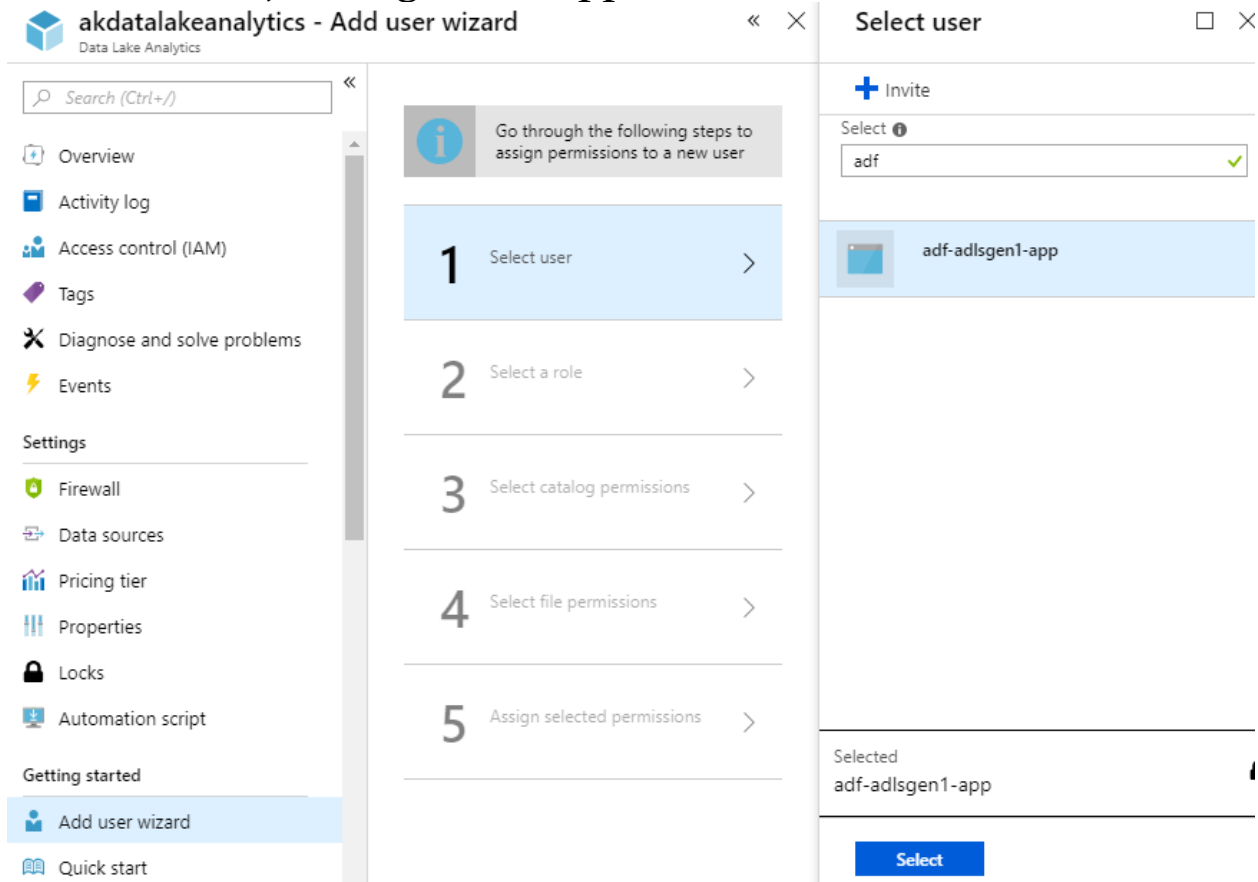 akdatalakeanalytics - Add user wizard
Data Lake Analytics
Search (Ctrl+/)
Overview
Activity log
Access control (IAM)
Tags
Diagnose and solve problems
Events
Settings
Firewall
Data sources
Pricing tier
Properties
Locks
Automation script
Getting started
Add user wizard
Quick start
Go through the following steps to
assign permissions to a new user
1 Select user
2 Select a role
3 Select catalog permissions
4 Select file permissions
5 Assign selected permissions
Select user
Invite
Select
adf
adf-adlsgen1-app
Selected
adf-adlsgen1-app
Select